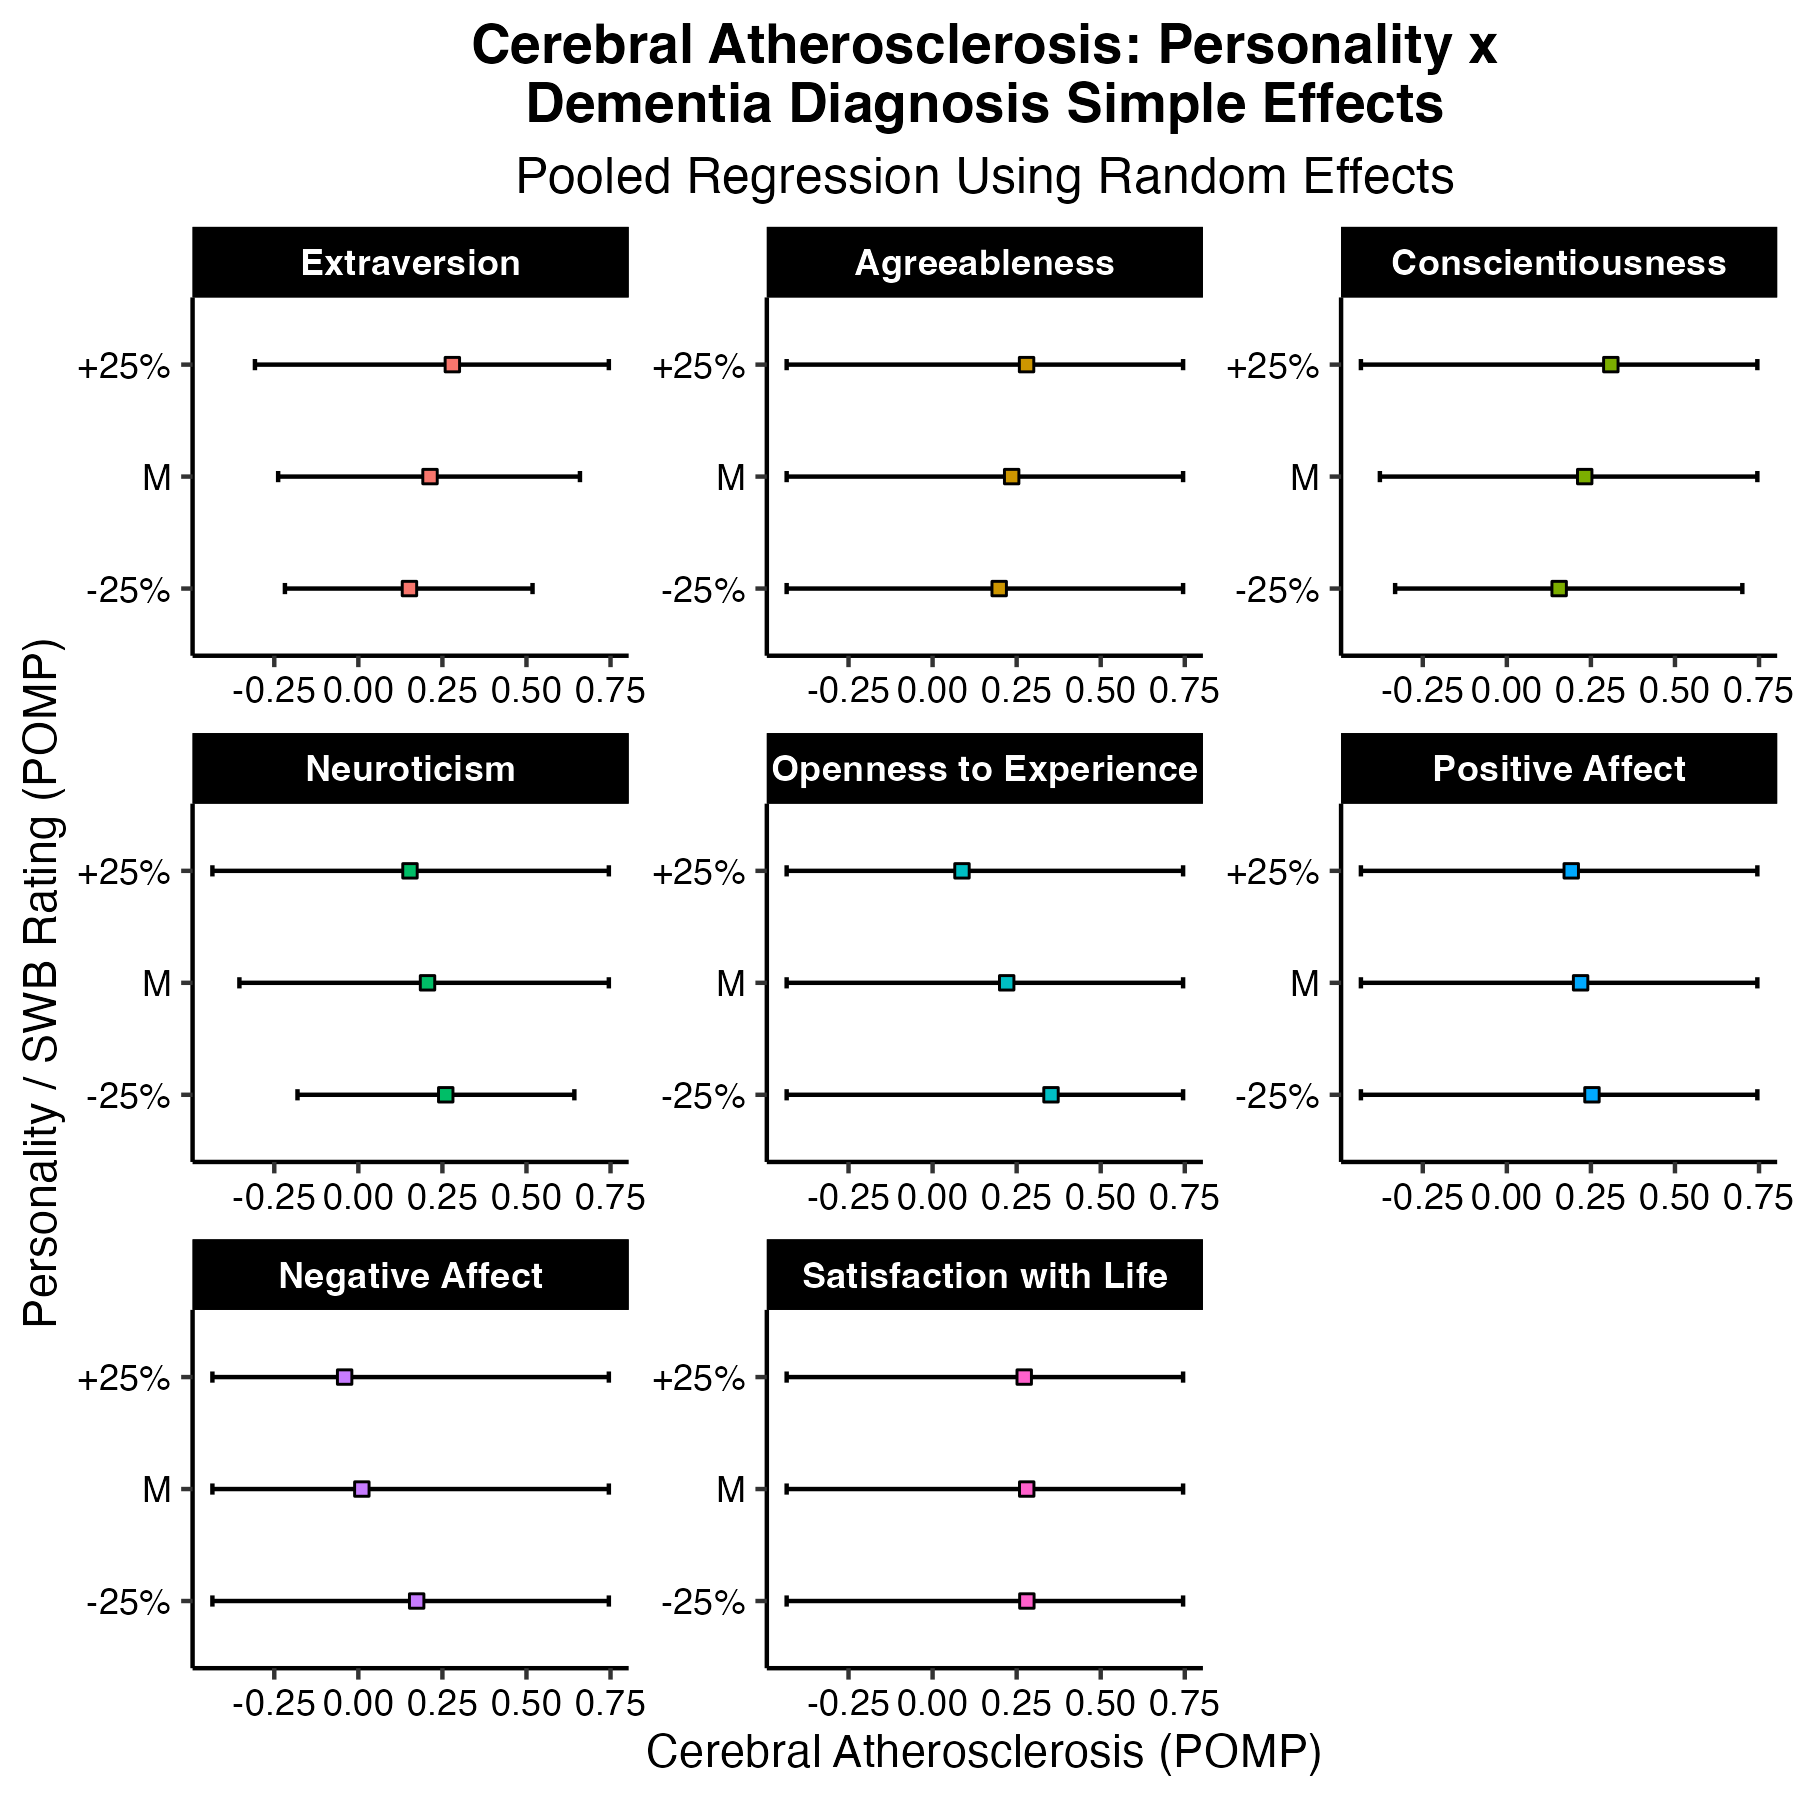 Cerebral Atherosclerosis: Personality x
Dementia Diagnosis Simple Effects
Pooled Regression Using Random Effects
Personality / SWB Rating (POMP)
Extraversion
+25%
M
-25%
-0.25 0.00 0.25 0.50 0.75
Agreeableness
+25%
M
-25%
-0.25 0.00 0.25 0.50 0.75
Conscientiousness
+25%
M
-25%
-0.25 0.00 0.25 0.50 0.75
Neuroticism
+25%
M
-25%
-0.25 0.00 0.25 0.50 0.75
Openness to Experience
+25%
M
-25%
-0.25 0.00 0.25 0.50 0.75
Positive Affect
+25%
M
-25%
-0.25 0.00 0.25 0.50 0.75
Negative Affect
+25%
M
-25%
-0.25 0.00 0.25 0.50 0.75
Satisfaction with Life
+25%
M
-25%
-0.25 0.00 0.25 0.50 0.75
Cerebral Atherosclerosis (POMP)